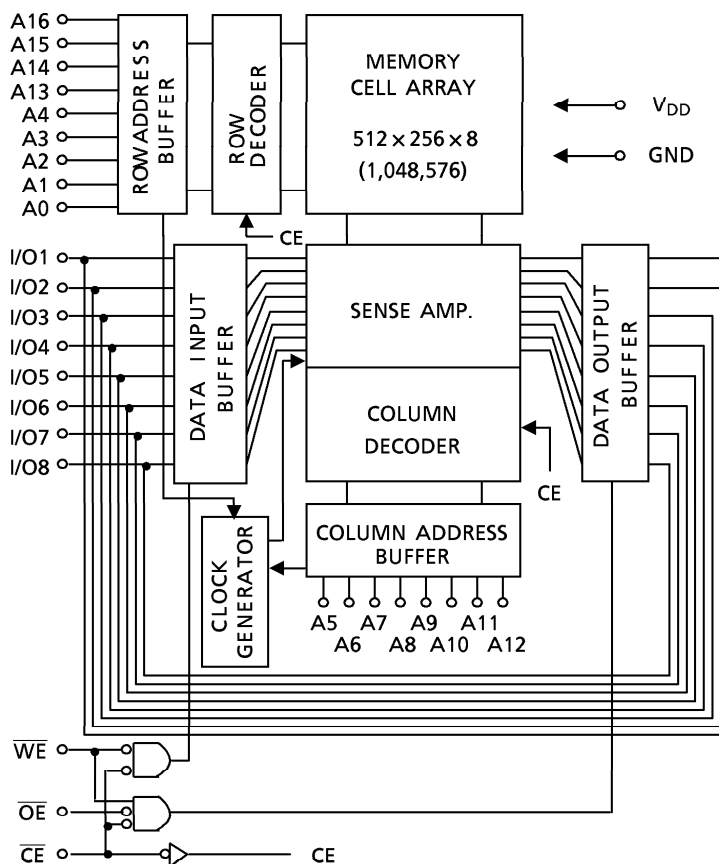 A16
A15
A14
A13
A4
A3
A2
A1
A0
ROW ADDRESS
BUFFER
ROW
DECODER
MEMORY
CELL ARRAY
512 × 256 × 8
(1,048,576)
V_DD
GND
CE
I/O1
I/O2
I/O3
I/O4
I/O5
I/O6
I/O7
I/O8
DATA INPUT
BUFFER
SENSE AMP.
COLUMN
DECODER
DATA OUTPUT
BUFFER
CE
CLOCK
GENERATOR
COLUMN ADDRESS
BUFFER
A5 A7 A9 A11
A6 A8 A10 A12
W̅E̅
O̅E̅
C̅E̅
CE